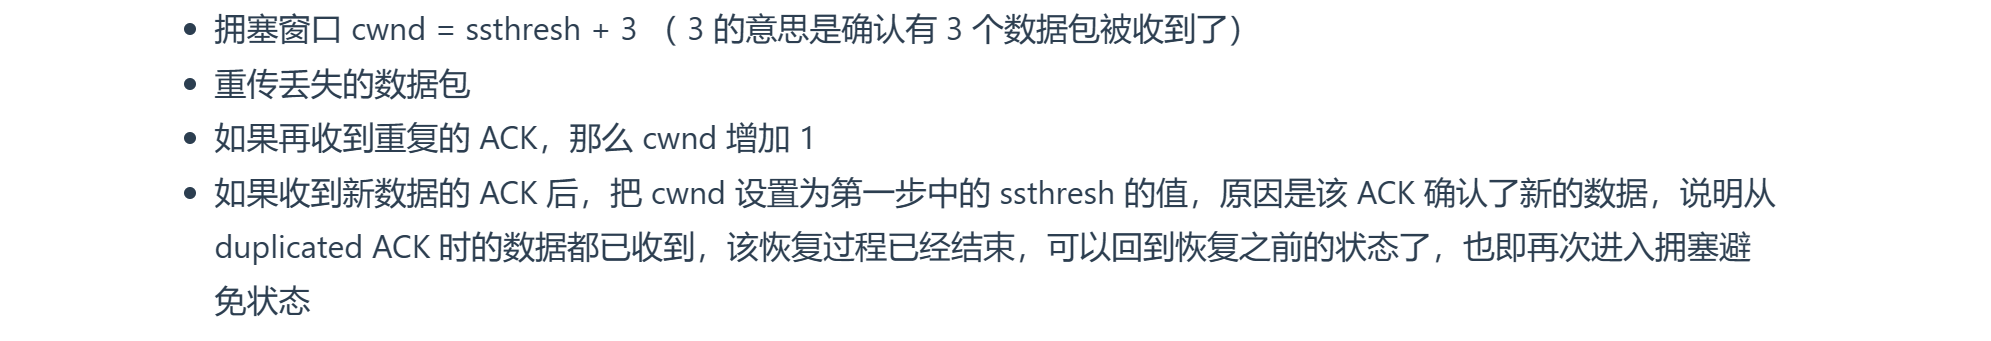 • 拥塞窗口 cwnd = ssthresh + 3 （ 3 的意思是确认有 3 个数据包被收到了）
• 重传丢失的数据包
• 如果再收到重复的 ACK，那么 cwnd 增加 1
• 如果收到新数据的 ACK 后，把 cwnd 设置为第一步中的 ssthresh 的值，原因是该 ACK 确认了新的数据，说明从
duplicated ACK 时的数据都已收到，该恢复过程已经结束，可以回到恢复之前的状态了，也即再次进入拥塞避
免状态